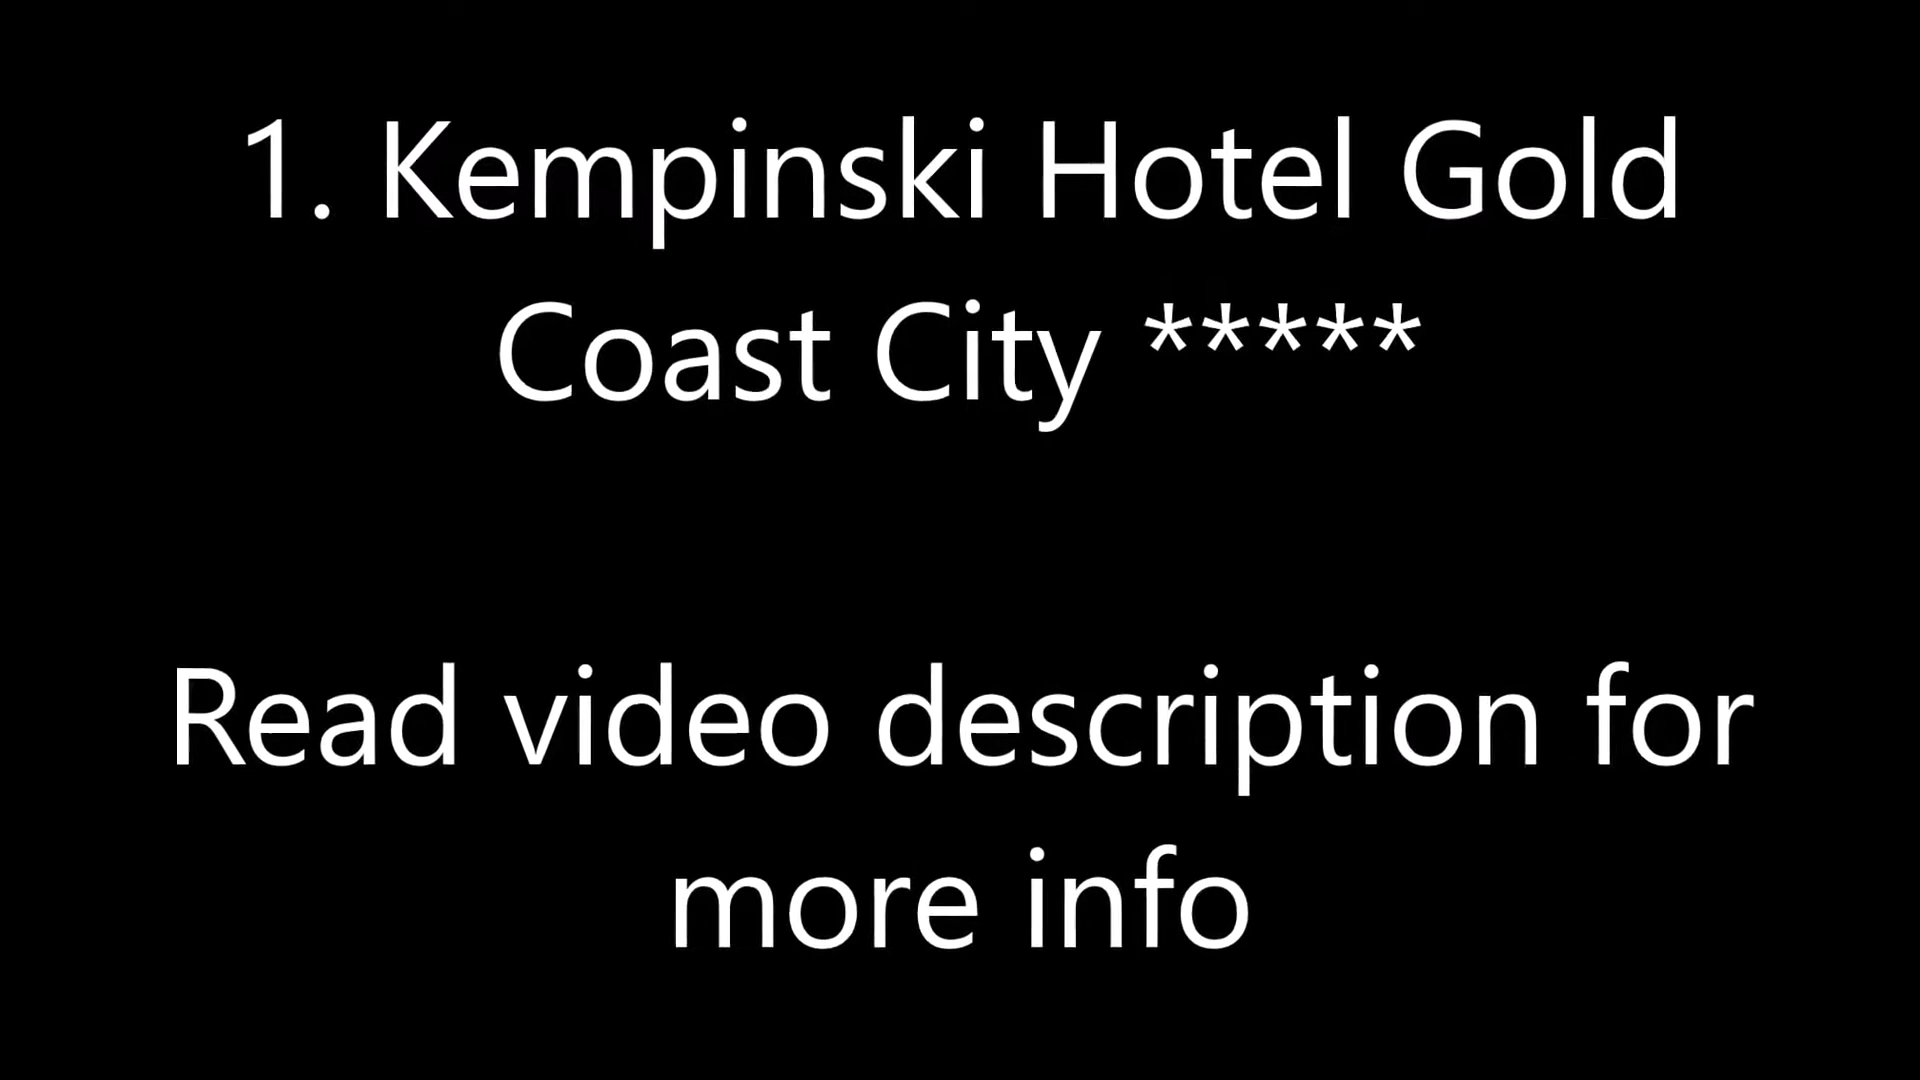 1. Kempinski Hotel Gold
Coast City *****
Read video description for
more info